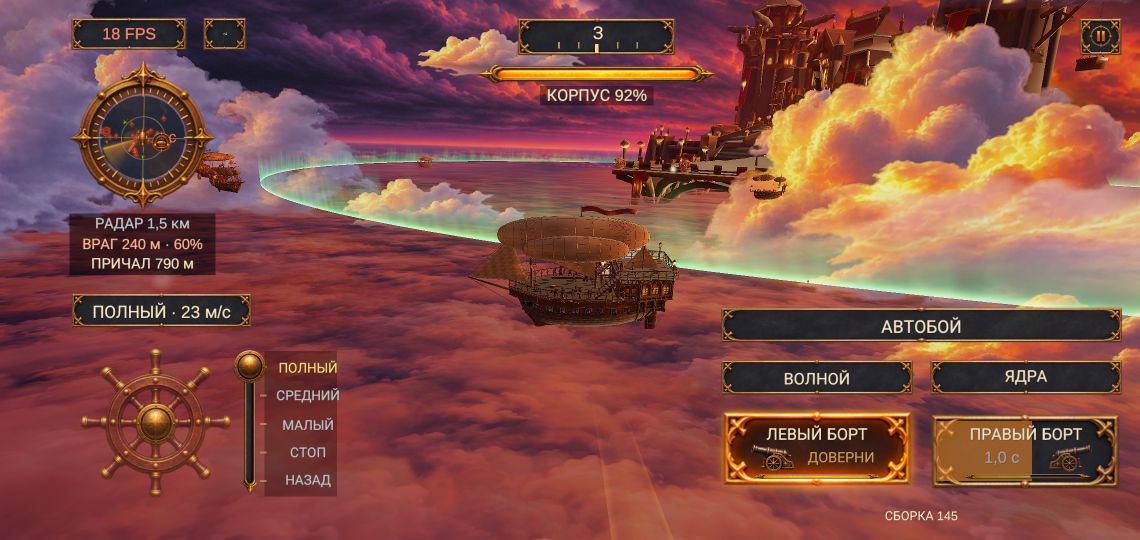 18 FPS
3
КОРПУС 92%
С
РАДАР 1,5 км
ВРАГ 240 м · 60%
ПРИЧАЛ 790 м
ПОЛНЫЙ · 23 м/с
ПОЛНЫЙ
СРЕДНИЙ
МАЛЫЙ
СТОП
НАЗАД
АВТОБОЙ
ВОЛНОЙ
ЯДРА
ЛЕВЫЙ БОРТ
ДОВЕРНИ
ПРАВЫЙ БОРТ
1,0 с
СБОРКА 145